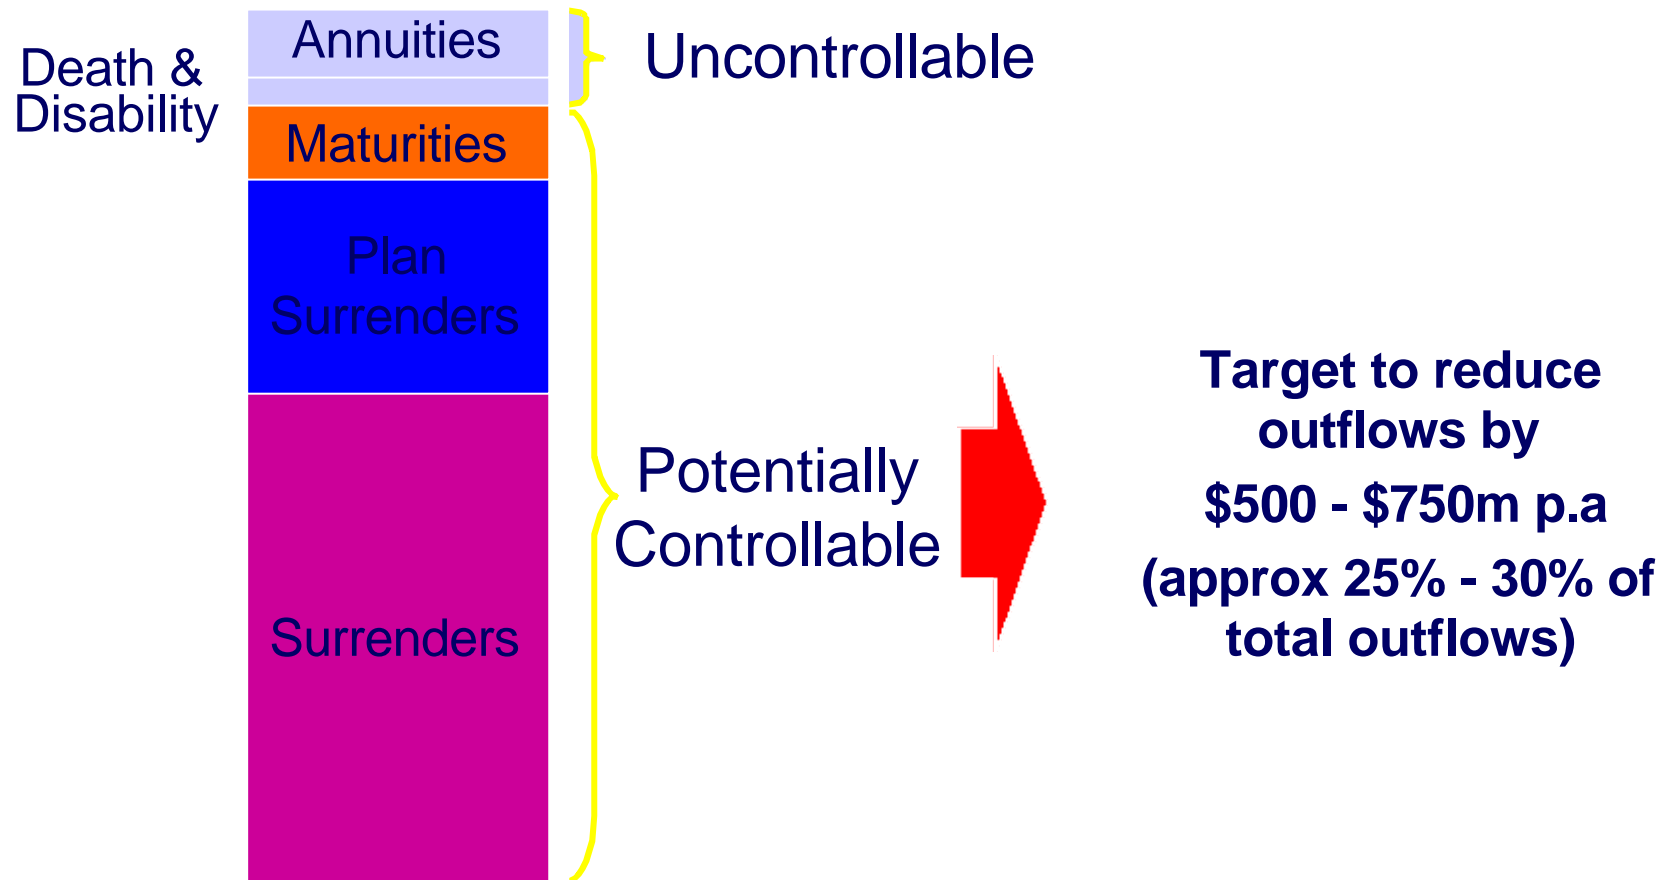 Death &
Disability
Annuities
Uncontrollable
Maturities
Plan
Surrenders
Surrenders
Potentially
Controllable
Target to reduce
outflows by
$500 - $750m p.a
(approx 25% - 30% of
total outflows)